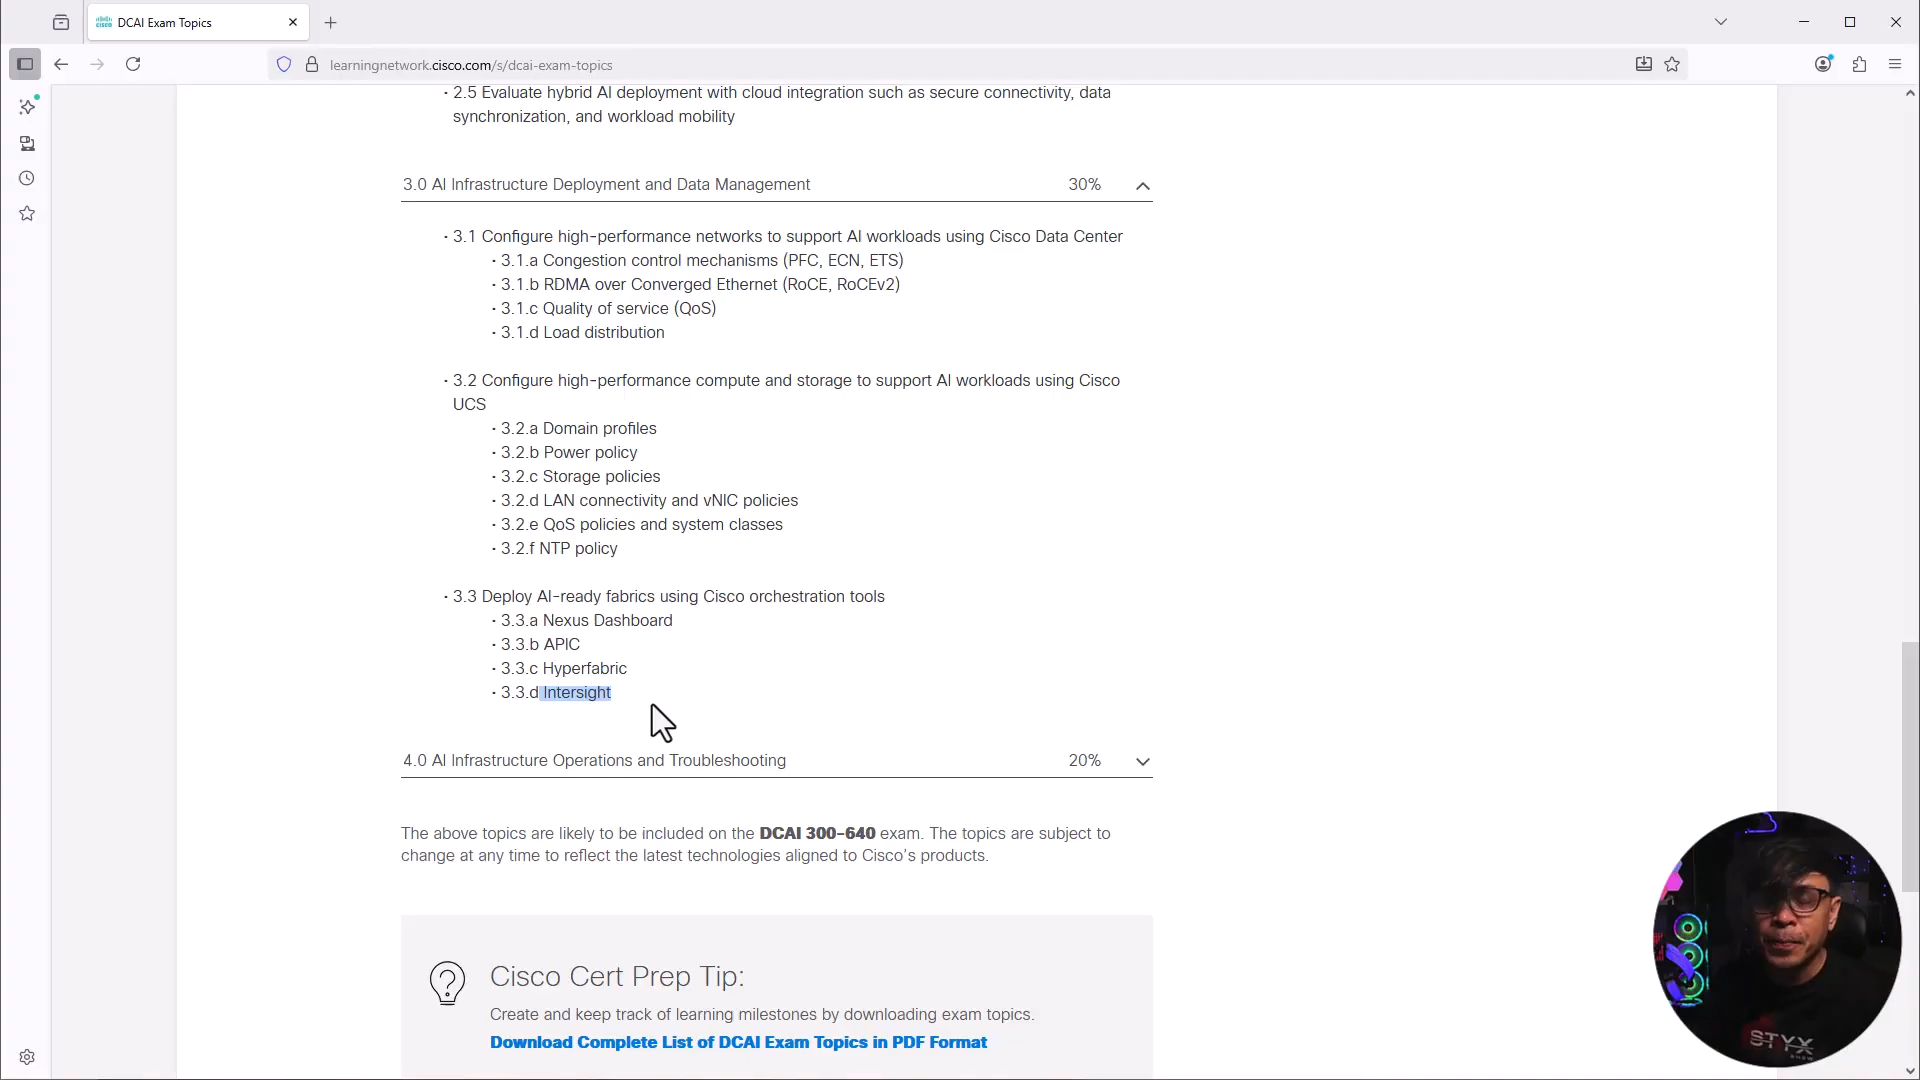 DCAI Exam Topics
learningnetwork.cisco.com/s/dcai-exam-topics
· 2.5 Evaluate hybrid AI deployment with cloud integration such as secure connectivity, data
synchronization, and workload mobility
3.0 AI Infrastructure Deployment and Data Management 30%
· 3.1 Configure high-performance networks to support AI workloads using Cisco Data Center
· 3.1.a Congestion control mechanisms (PFC, ECN, ETS)
· 3.1.b RDMA over Converged Ethernet (RoCE, RoCEv2)
· 3.1.c Quality of service (QoS)
· 3.1.d Load distribution
· 3.2 Configure high-performance compute and storage to support AI workloads using Cisco
UCS
· 3.2.a Domain profiles
· 3.2.b Power policy
· 3.2.c Storage policies
· 3.2.d LAN connectivity and vNIC policies
· 3.2.e QoS policies and system classes
· 3.2.f NTP policy
· 3.3 Deploy AI-ready fabrics using Cisco orchestration tools
· 3.3.a Nexus Dashboard
· 3.3.b APIC
· 3.3.c Hyperfabric
· 3.3.d Intersight
4.0 AI Infrastructure Operations and Troubleshooting 20%
The above topics are likely to be included on the DCAI 300-640 exam. The topics are subject to
change at any time to reflect the latest technologies aligned to Cisco's products.
Cisco Cert Prep Tip:
Create and keep track of learning milestones by downloading exam topics.
Download Complete List of DCAI Exam Topics in PDF Format
STYX